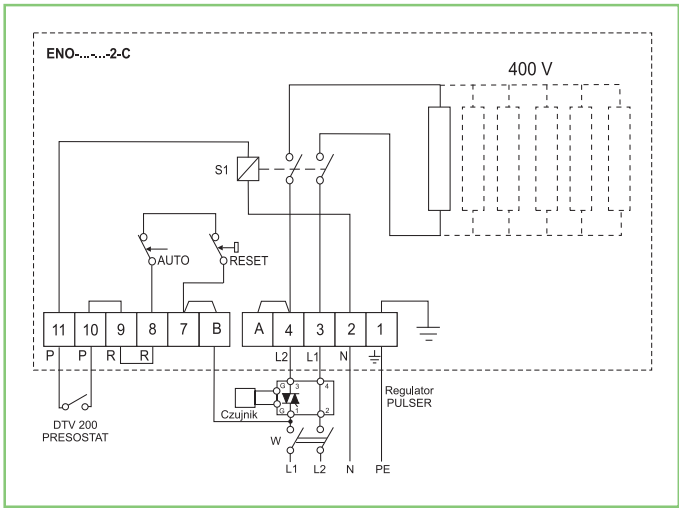 ENO-...-...-2-C
400 V
S1
AUTO
RESET
11 10 9 8 7 B A 4 3 2 1
P P R R L2 L1 N
G 3 4
G 1 2
Czujnik
Regulator
PULSER
DTV 200
PRESOSTAT
W
L1 L2 N PE